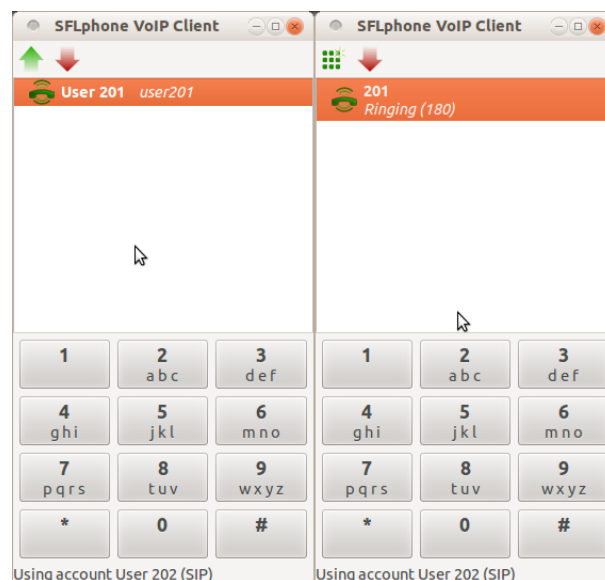 SFLphone VoIP Client
User 201 user201
1
2
abc
3
def
4
ghi
5
jkl
6
mno
7
pqrs
8
tuv
9
wxyz
*
0
#
Using account User 202 (SIP)
SFLphone VoIP Client
201
Ringing (180)
1
2
abc
3
def
4
ghi
5
jkl
6
mno
7
pqrs
8
tuv
9
wxyz
*
0
#
Using account User 202 (SIP)